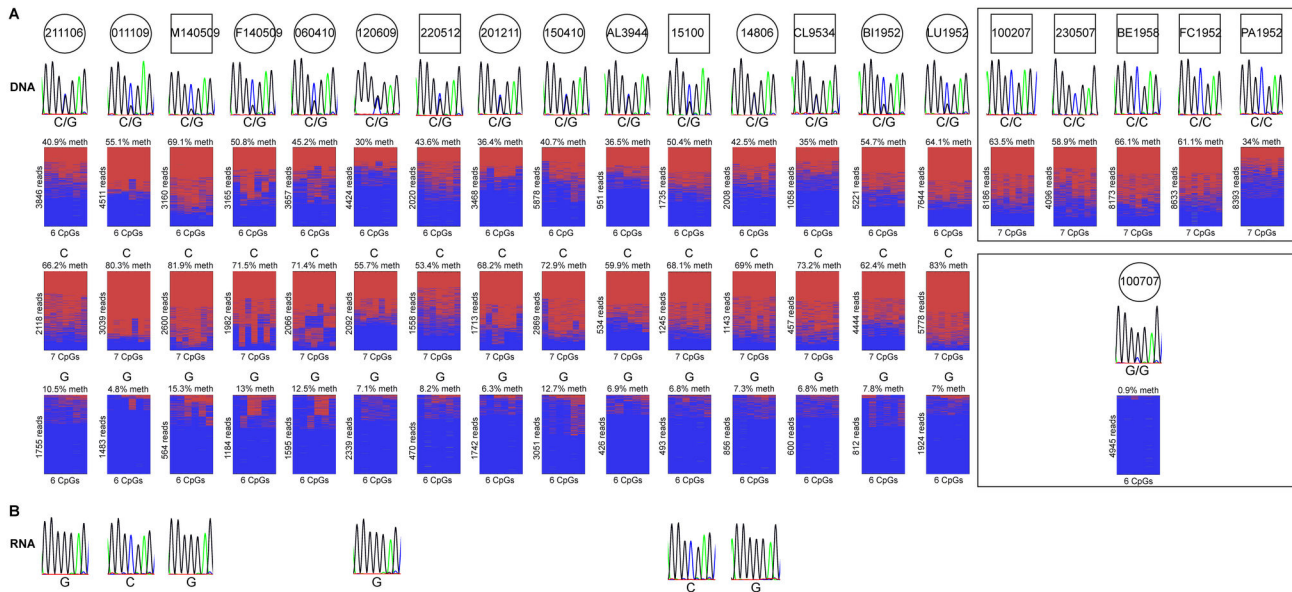 A
211106 011109 M140509 F140509 060410 120609 220512 201211 150410 AL3944 15100 14806 CL9534 BI1952 LU1952 100207 230507 BE1958 FC1952 PA1952
DNA
C/G C/G C/G C/G C/G C/G C/G C/G C/G C/G C/G C/G C/G C/G C/G C/C C/C C/C C/C C/C
40.9% meth 55.1% meth 69.1% meth 50.8% meth 45.2% meth 30% meth 43.6% meth 36.4% meth 40.7% meth 36.5% meth 50.4% meth 42.5% meth 35% meth 54.7% meth 64.1% meth 63.5% meth 58.9% meth 66.1% meth 61.1% meth 34% meth
3846 reads 4511 reads 3160 reads 3165 reads 3657 reads 4424 reads 2020 reads 3468 reads 5878 reads 951 reads 1735 reads 2008 reads 1058 reads 5221 reads 7644 reads 8186 reads 4096 reads 8173 reads 8633 reads 8393 reads
6 CpGs 6 CpGs 6 CpGs 6 CpGs 6 CpGs 6 CpGs 6 CpGs 6 CpGs 6 CpG 6 CpGs 6 CpGs 6 CpGs 6 CpGs 6 CpGs 6 CpGs 7 CpGs 7 CpGs 7 CpGs 7 CpGs 7 CpGs
C C C C C C C C C C C C C C C
66.2% meth 80.3% meth 81.9% meth 71.5% meth 71.4% meth 55.7% meth 53.4% meth 68.2% meth 72.9% meth 59.9% meth 68.1% meth 69% meth 73.2% meth 62.4% meth 83% meth
2118 reads 3039 reads 2600 reads 1982 reads 2066 reads 2092 reads 1558 reads 1713 reads 2869 reads 534 reads 1245 reads 1143 reads 457 reads 4444 reads 5778 reads
7 CpGs 7 CpGs 7 CpGs 7 CpGs 7 CpGs 7 CpGs 7 CpGs 7 CpGs 7 CpGs 7 CpGs 7 CpGs 7 CpGs 7 CpGs 7 CpGs 7 CpGs
100707
G/G
G G G G G G G G G G G G G G G
10.5% meth 4.8% meth 15.3% meth 13% meth 12.5% meth 7.1% meth 8.2% meth 6.3% meth 12.7% meth 6.9% meth 6.8% meth 7.3% meth 6.8% meth 7.8% meth 7% meth 0.9% meth
1755 reads 1483 reads 564 reads 1184 reads 1595 reads 2339 reads 470 reads 1742 reads 3051 reads 426 reads 493 reads 856 reads 600 reads 812 reads 1924 reads 4945 reads
6 CpGs 6 CpGs 6 CpGs 6 CpGs 6 CpGs 6 CpGs 6 CpGs 6 CpGs 6 CpGs 6 CpGs 6 CpGs 6 CpGs 6 CpGs 6 CpGs 6 CpGs 6 CpGs
B
RNA
G C G G C G